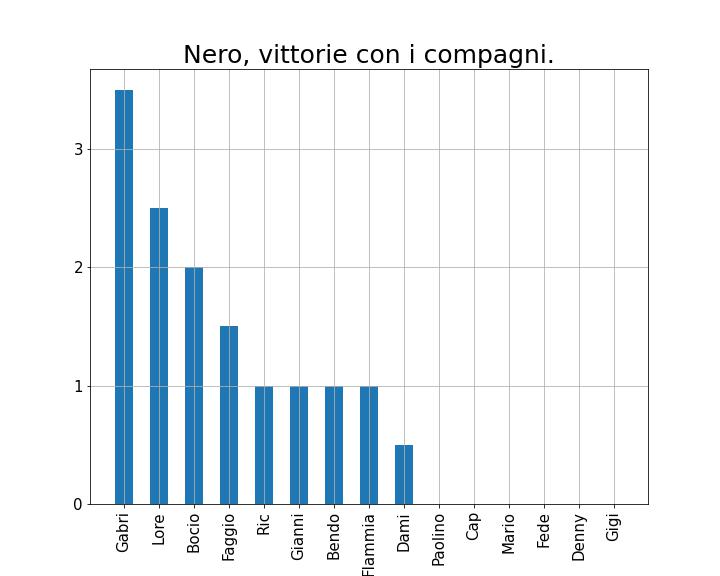 Nero, vittorie con i compagni.
3
2
1
0
Gabri
Lore
Bocio
Faggio
Ric
Gianni
Bendo
Flammia
Dami
Paolino
Cap
Mario
Fede
Denny
Gigi